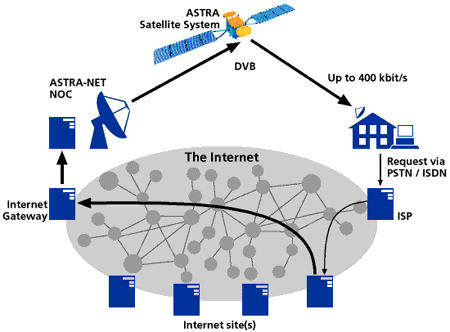 ASTRA
Satellite System
DVB
ASTRA-NET
NOC
Up to 400 kbit/s
The Internet
Request via
PSTN / ISDN
Internet
Gateway
ISP
Internet site(s)